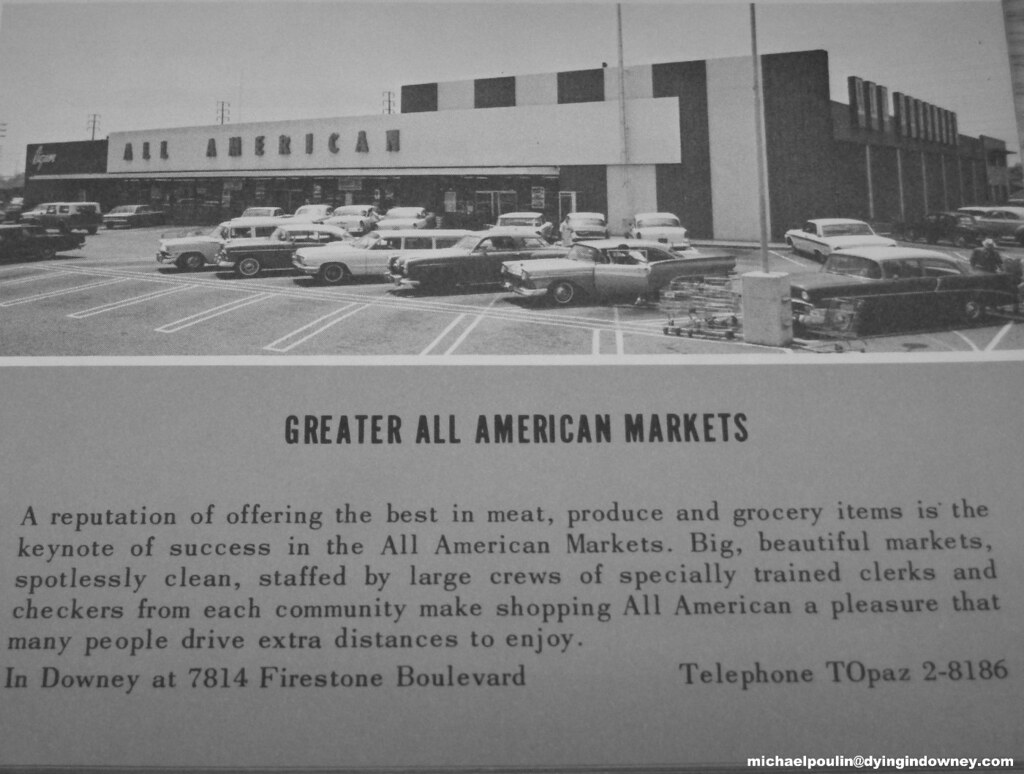 ALL AMERICAN
GREATER ALL AMERICAN MARKETS
A reputation of offering the best in meat, produce and grocery items is the
keynote of success in the All American Markets. Big, beautiful markets,
spotlessly clean, staffed by large crews of specially trained clerks and
checkers from each community make shopping All American a pleasure that
many people drive extra distances to enjoy.
In Downey at 7814 Firestone Boulevard
Telephone TOpaz 2-8186
michaelpoulin@dyingindowney.com